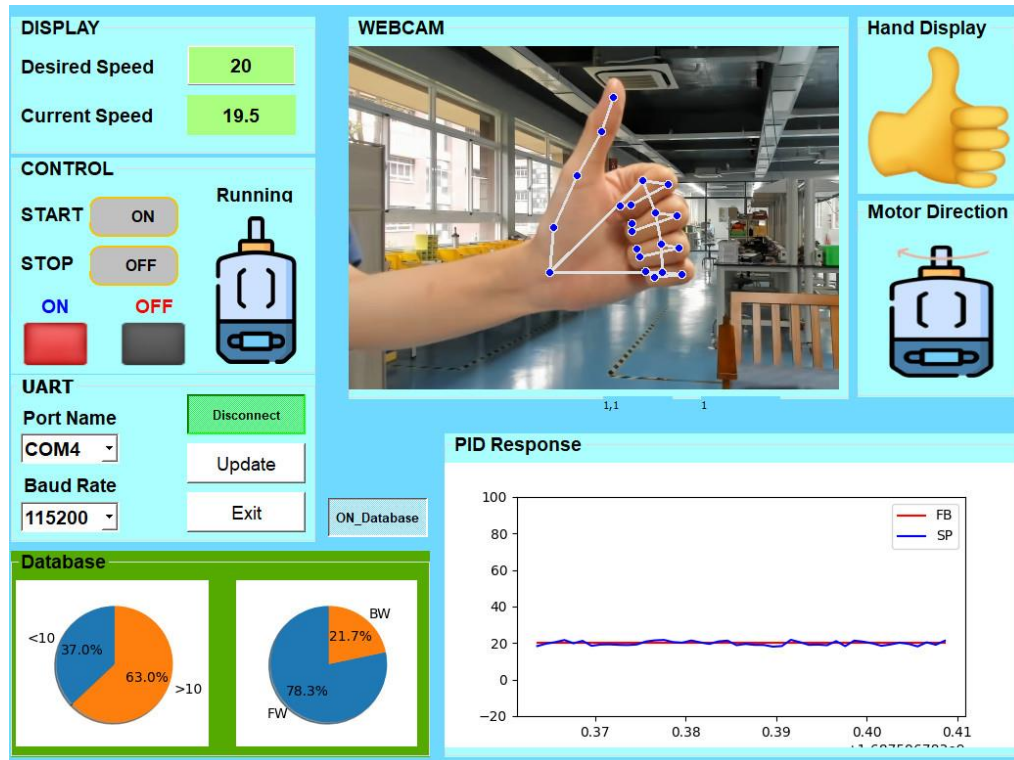 DISPLAY
Desired Speed 20
Current Speed 19.5
CONTROL
START ON
STOP OFF
ON OFF
Running
UART
Port Name
COM4
Baud Rate
115200
Disconnect
Update
Exit
WEBCAM
1,1 1
Hand Display
Motor Direction
ON_Database
Database
<10
37.0%
63.0%
>10
BW
21.7%
78.3%
FW
PID Response
100
80
60
40
20
0
−20
FB
SP
0.37 0.38 0.39 0.40 0.41